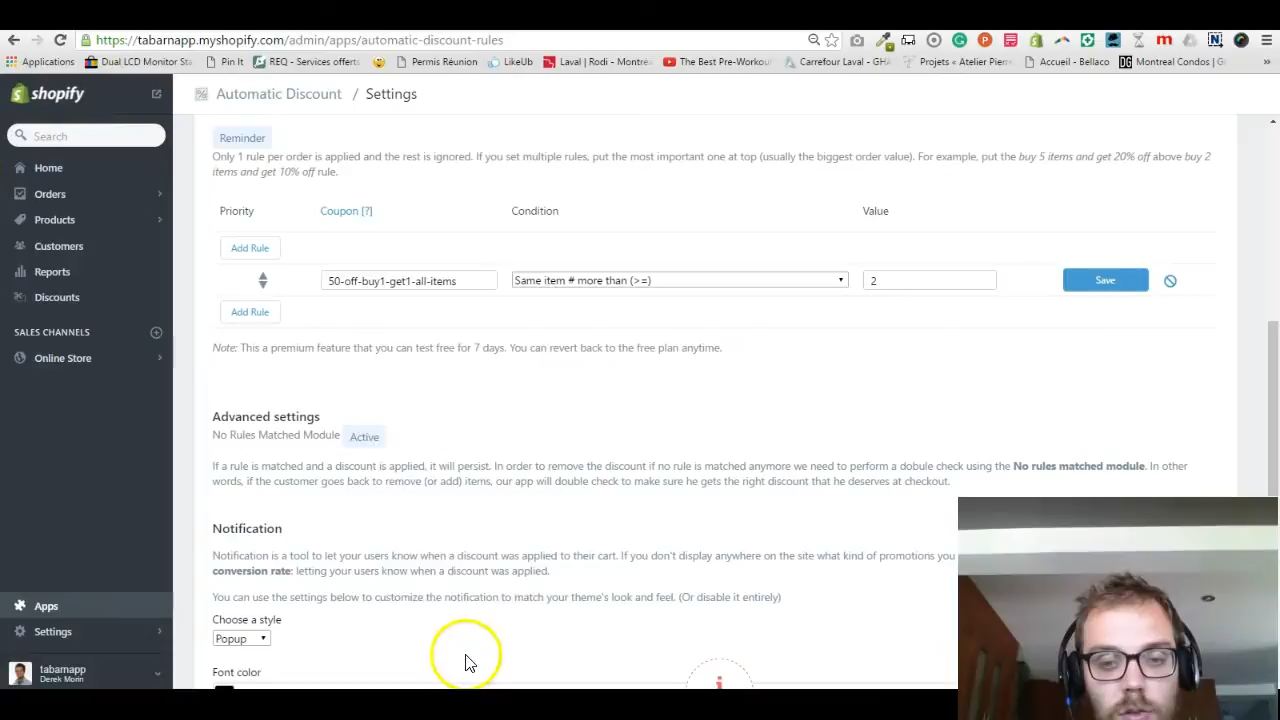 https://tabarnapp.myshopify.com/admin/apps/automatic-discount-rules
Applications
Dual LCD Monitor Sta
Pin It
REQ - Services offerts
Permis Réunion
LikeUb
Laval | Rodi - Montrea
The Best Pre-Workou
Carrefour Laval - GHA
Projets « Atelier Pierr
Accueil - Bellaco
Montreal Condos | Gr
shopify
Automatic Discount / Settings
Search
Home
Orders
Products
Customers
Reports
Discounts
SALES CHANNELS
Online Store
Apps
Settings
tabarnapp
Derek Morin
Reminder
Only 1 rule per order is applied and the rest is ignored. If you set multiple rules, put the most important one at top (usually the biggest order value). For example, put the buy 5 items and get 20% off above buy 2
items and get 10% off rule.
Priority Coupon [?] Condition Value
Add Rule
50-off-buy1-get1-all-items Same item # more than (>=) 2 Save
Add Rule
Note: This a premium feature that you can test free for 7 days. You can revert back to the free plan anytime.
Advanced settings
No Rules Matched Module Active
If a rule is matched and a discount is applied, it will persist. In order to remove the discount if no rule is matched anymore we need to perform a dobule check using the No rules matched module. In other
words, if the customer goes back to remove (or add) items, our app will double check to make sure he gets the right discount that he deserves at checkout.
Notification
Notification is a tool to let your users know when a discount was applied to their cart. If you don't display anywhere on the site what kind of promotions you
conversion rate: letting your users know when a discount was applied.
You can use the settings below to customize the notification to match your theme's look and feel. (Or disable it entirely)
Choose a style
Popup
Font color